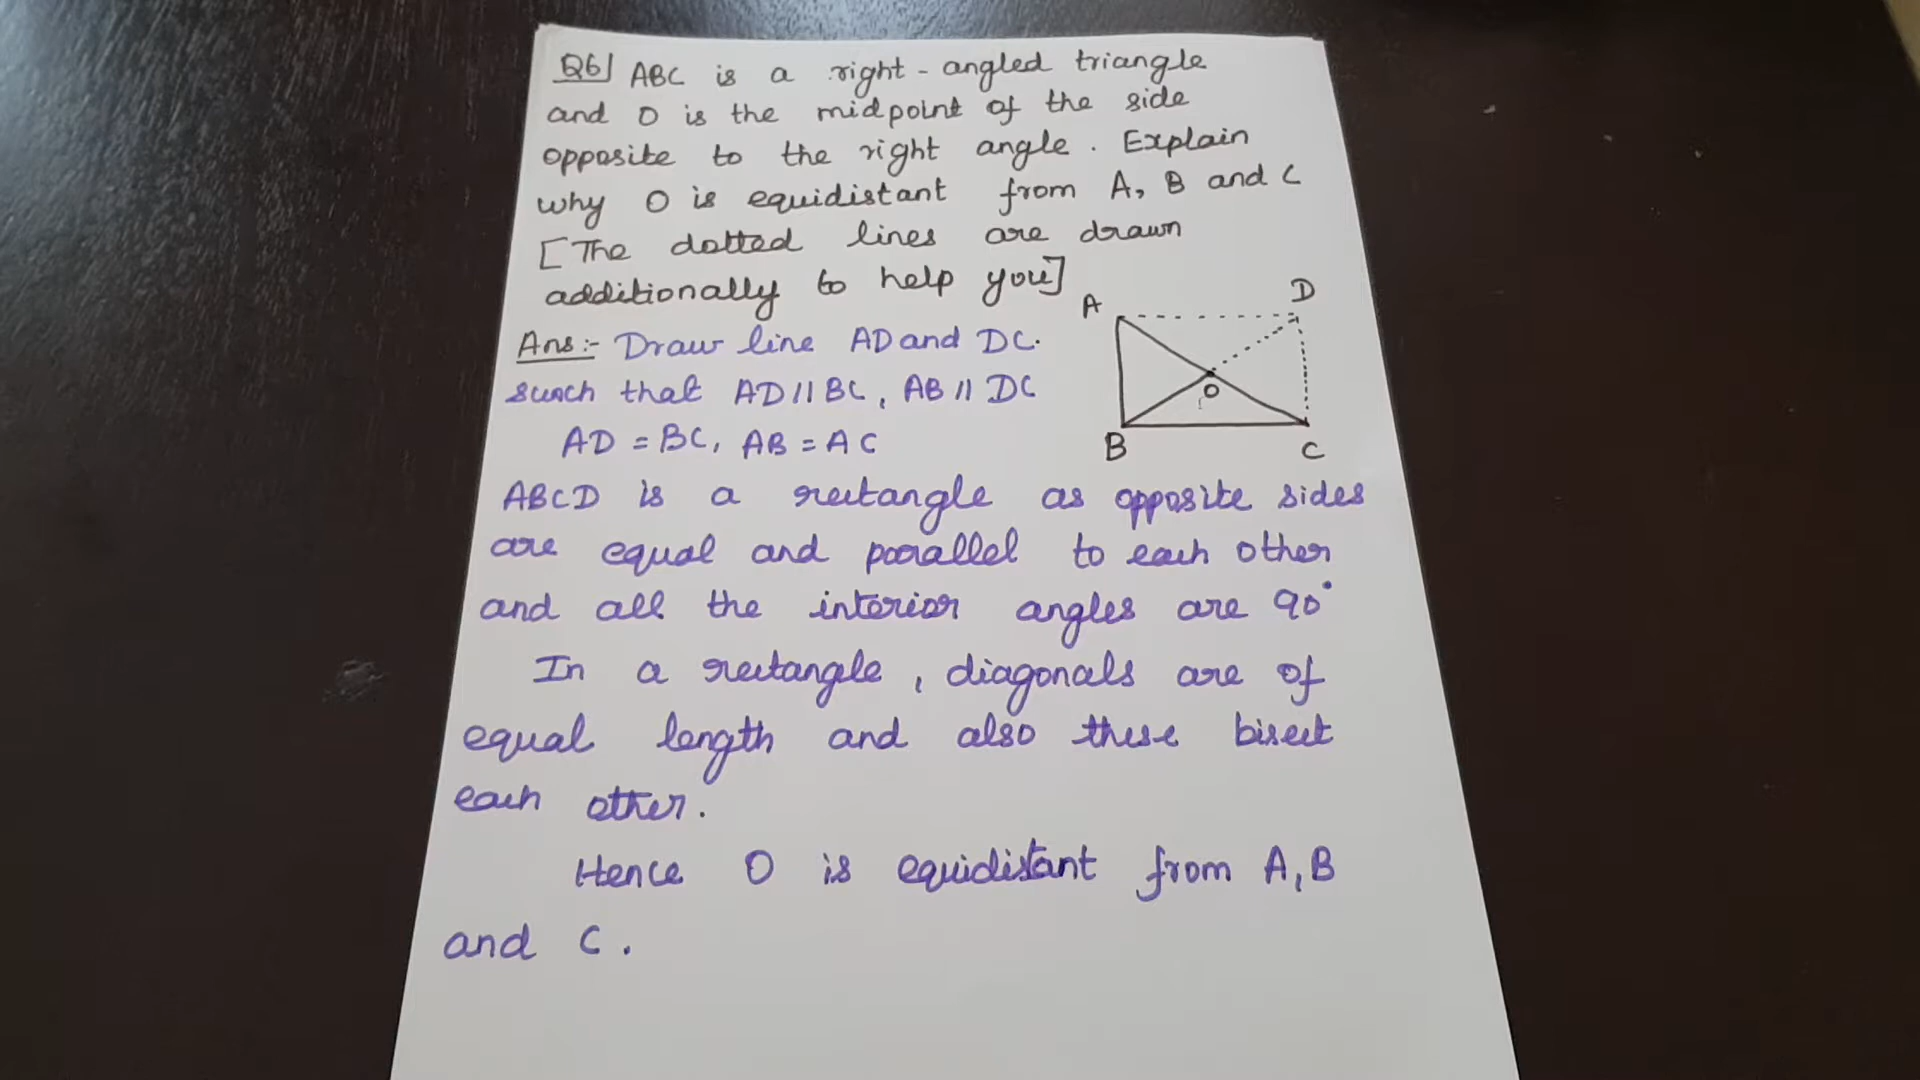 Q6 ABC is a right-angled triangle
and O is the midpoint of the side
opposite to the right angle. Explain
why O is equidistant from A, B and C
[The dotted lines are drawn
additionally to help you]
A
D
O
B
C
Ans:- Draw line AD and DC.
such that AD//BC, AB//DC
AD = BC, AB = AC
ABCD is a rectangle as opposite sides
are equal and parallel to each other
and all the interior angles are 90°
In a rectangle, diagonals are of
equal length and also these bisect
each other.
Hence O is equidistant from A, B
and C.